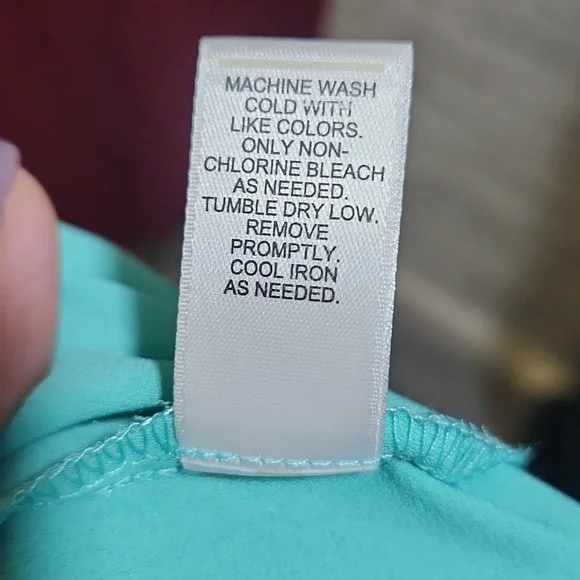 MACHINE WASH
COLD WITH
LIKE COLORS.
ONLY NON-
CHLORINE BLEACH
AS NEEDED.
TUMBLE DRY LOW.
REMOVE
PROMPTLY.
COOL IRON
AS NEEDED.